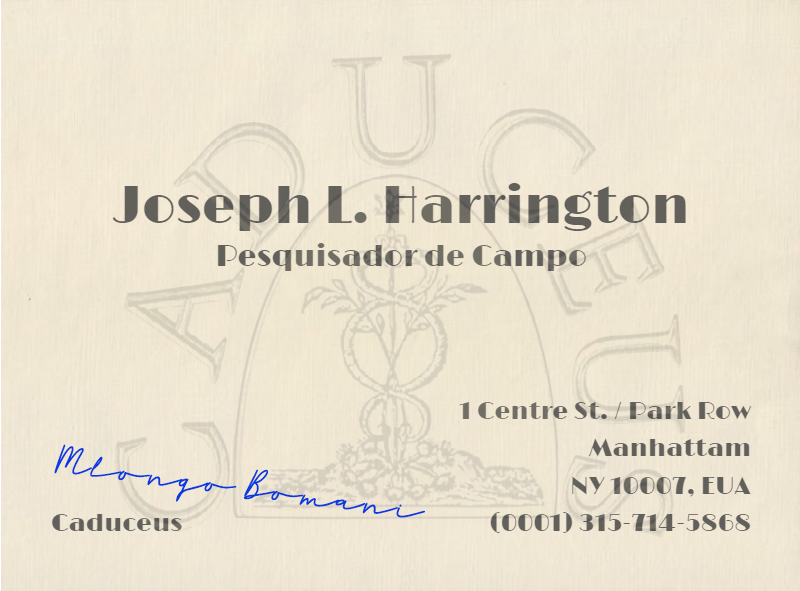 CADUCEUS
Joseph L. Harrington
Pesquisador de Campo
1 Centre St. / Park Row
Manhattam
NY 10007, EUA
(0001) 315-714-5868
Mlongo Bomani
Caduceus